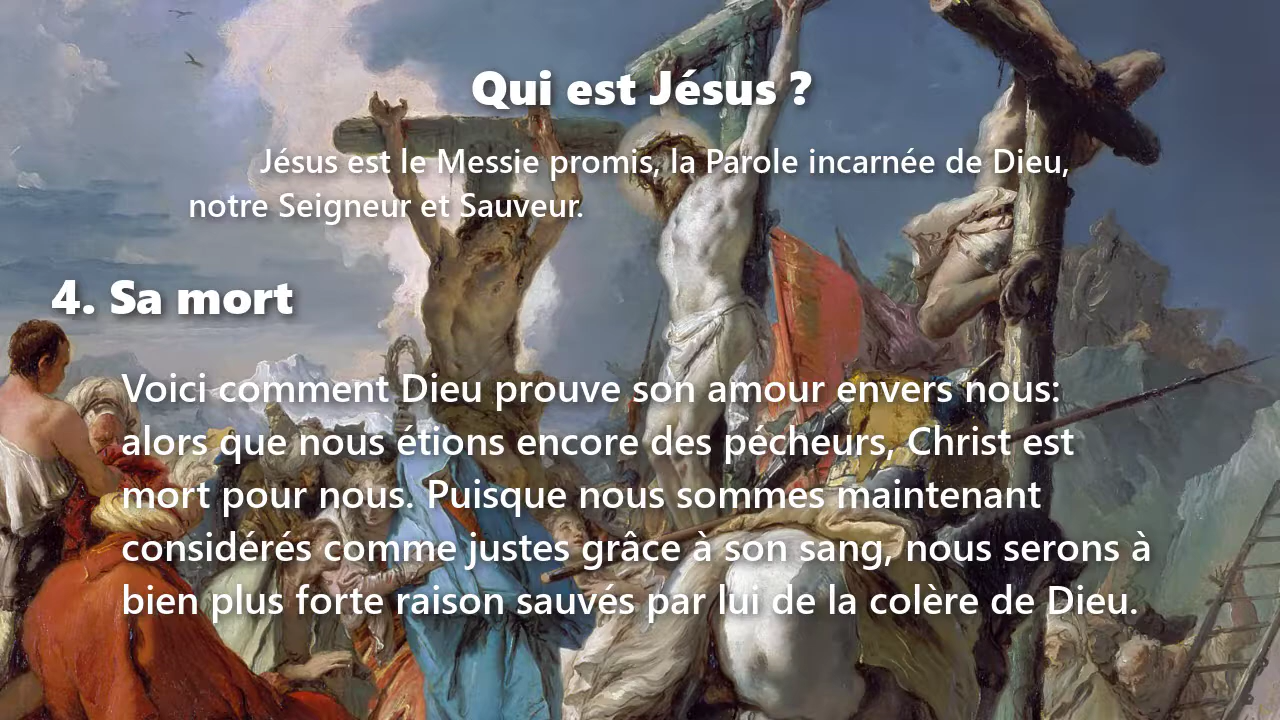 Qui est Jésus ?
Jésus est le Messie promis, la Parole incarnée de Dieu,
notre Seigneur et Sauveur.
4. Sa mort
Voici comment Dieu prouve son amour envers nous:
alors que nous étions encore des pécheurs, Christ est
mort pour nous. Puisque nous sommes maintenant
considérés comme justes grâce à son sang, nous serons à
bien plus forte raison sauvés par lui de la colère de Dieu.